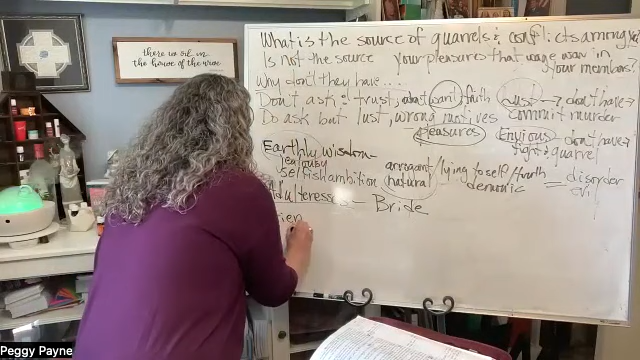 there is oil in
the house of the wise
What is the source of quarrels & conflicts among you?
Is not the source your pleasures that wage war in
your members?
Why don't they have....
Don't ask & trust, want faith Lust → don't have?
Do ask but lust, wrong motives commit murder
pleasures Envious don't have?
fight & quarrel
Earthly wisdom
jealousy arrogant/lying to self/truth
selfish ambition natural demonic = disorder
evil
dulteresses - Bride
ien
Peggy Payne